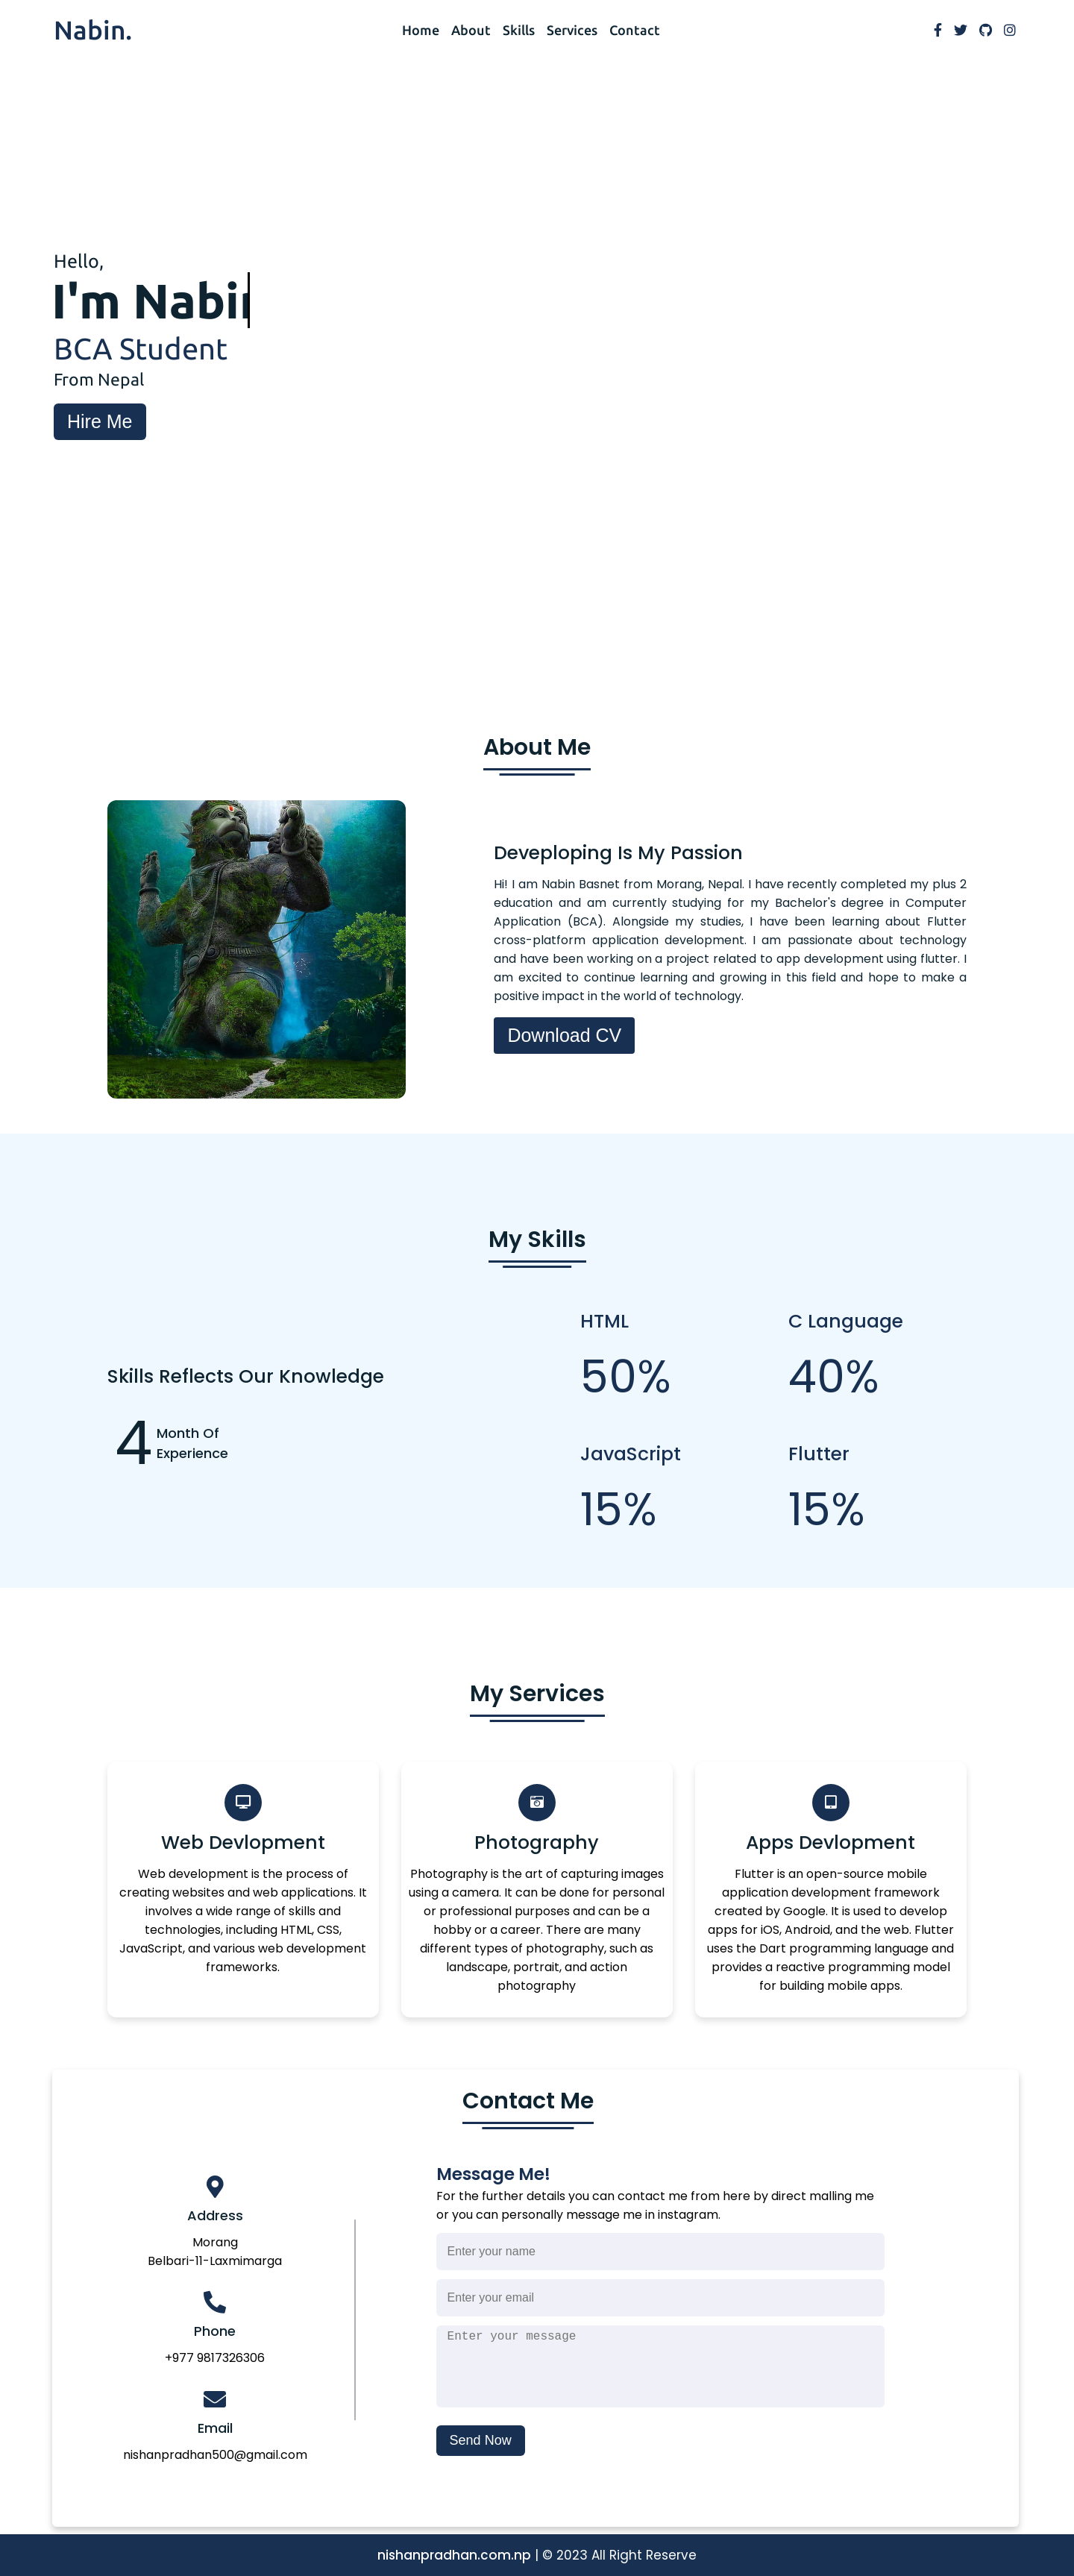 Nabin.
Home About Skills Services Contact
Hello,
I'm Nabin
BCA Student
From Nepal
Hire Me
About Me
Deveploping Is My Passion
Hi! I am Nabin Basnet from Morang, Nepal. I have recently completed my plus 2
education and am currently studying for my Bachelor's degree in Computer
Application (BCA). Alongside my studies, I have been learning about Flutter
cross-platform application development. I am passionate about technology
and have been working on a project related to app development using flutter. I
am excited to continue learning and growing in this field and hope to make a
positive impact in the world of technology.
Download CV
My Skills
Skills Reflects Our Knowledge
4 Month Of
Experience
HTML
50%
C Language
40%
JavaScript
15%
Flutter
15%
My Services
Web Devlopment
Web development is the process of
creating websites and web applications. It
involves a wide range of skills and
technologies, including HTML, CSS,
JavaScript, and various web development
frameworks.
Photography
Photography is the art of capturing images
using a camera. It can be done for personal
or professional purposes and can be a
hobby or a career. There are many
different types of photography, such as
landscape, portrait, and action
photography
Apps Devlopment
Flutter is an open-source mobile
application development framework
created by Google. It is used to develop
apps for iOS, Android, and the web. Flutter
uses the Dart programming language and
provides a reactive programming model
for building mobile apps.
Contact Me
Address
Morang
Belbari-11-Laxmimarga
Phone
+977 9817326306
Email
nishanpradhan500@gmail.com
Message Me!
For the further details you can contact me from here by direct malling me
or you can personally message me in instagram.
Enter your name
Enter your email
Enter your message
Send Now
nishanpradhan.com.np | © 2023 All Right Reserve